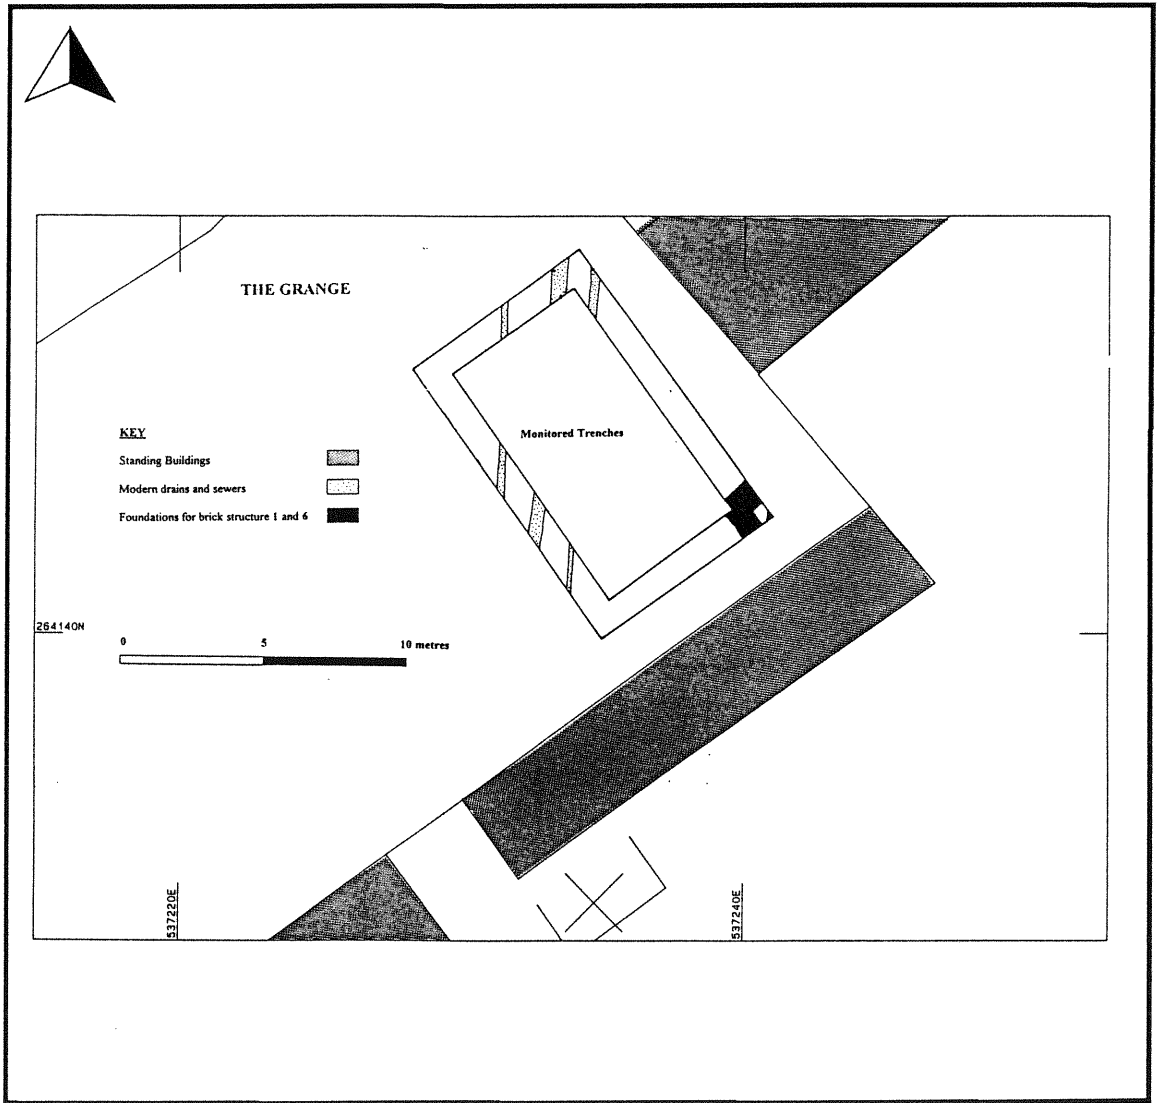 THE GRANGE
Monitored Trenches
KEY
Standing Buildings
Modern drains and sewers
Foundations for brick structure 1 and 6
264140N
0 5 10 metres
537220E
537240E